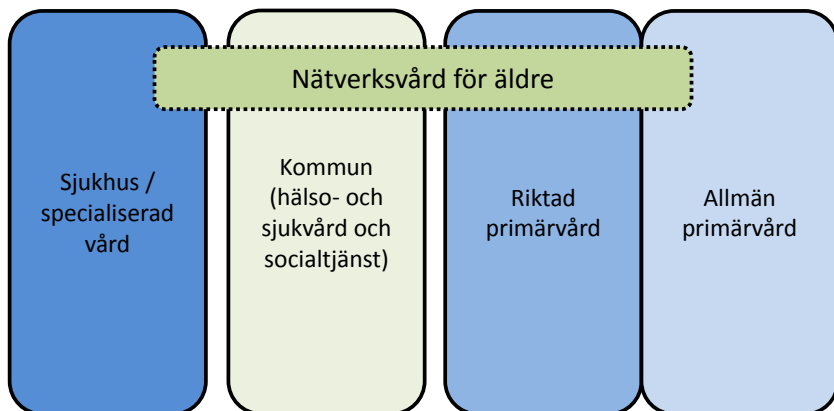 Nätverksvård för äldre
Sjukhus /
specialiserad
vård
Kommun
(hälso- och
sjukvård och
socialtjänst)
Riktad
primärvård
Allmän
primärvård